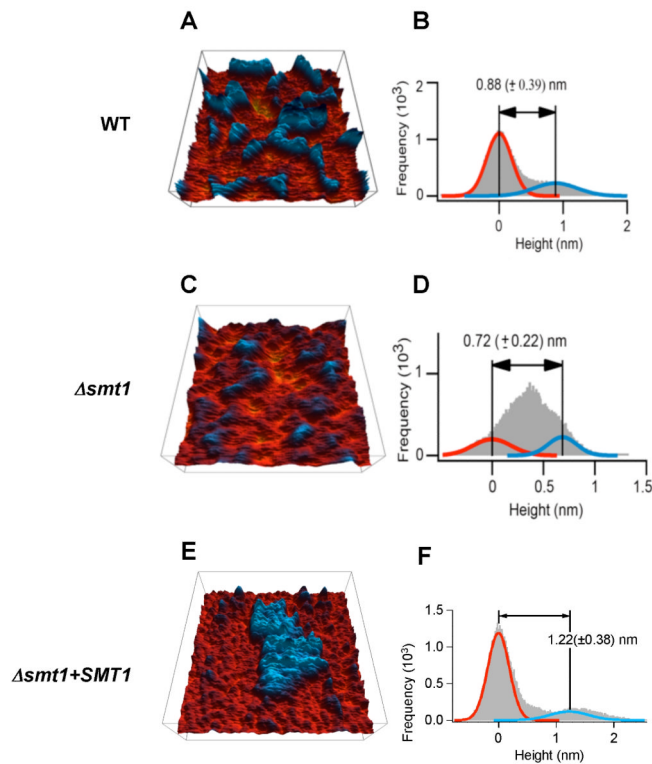 A
B
WT
0.88 (± 0.39) nm
Frequency (10³)
2
1
0
0
1
2
Height (nm)
C
D
Δsmt1
0.72 (±0.22) nm
Frequency (10³)
1
0
0
0.5
1
1.5
Height (nm)
E
F
Δsmt1+SMT1
1.22(±0.38) nm
Frequency (10³)
1.5
1.0
0.5
0.0
0
1
2
Height (nm)